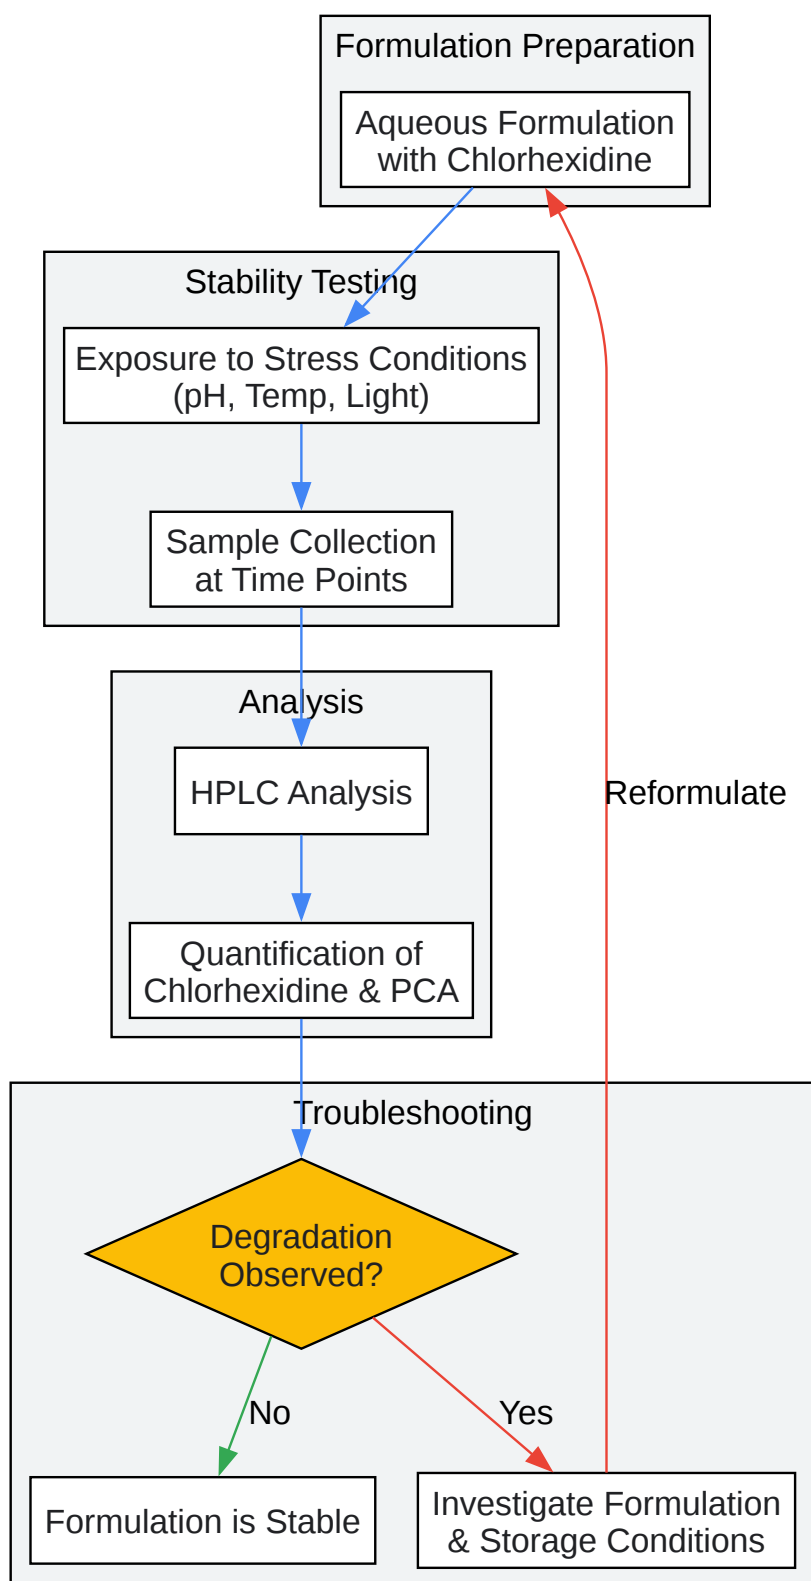 Formulation Preparation
Aqueous Formulation
with Chlorhexidine
Stability Testing
Exposure to Stress Conditions
(pH, Temp, Light)
Sample Collection
at Time Points
Analysis
HPLC Analysis
Reformulate
Quantification of
Chlorhexidine & PCA
Troubleshooting
Degradation
Observed?
No
Yes
Formulation is Stable
Investigate Formulation
& Storage Conditions